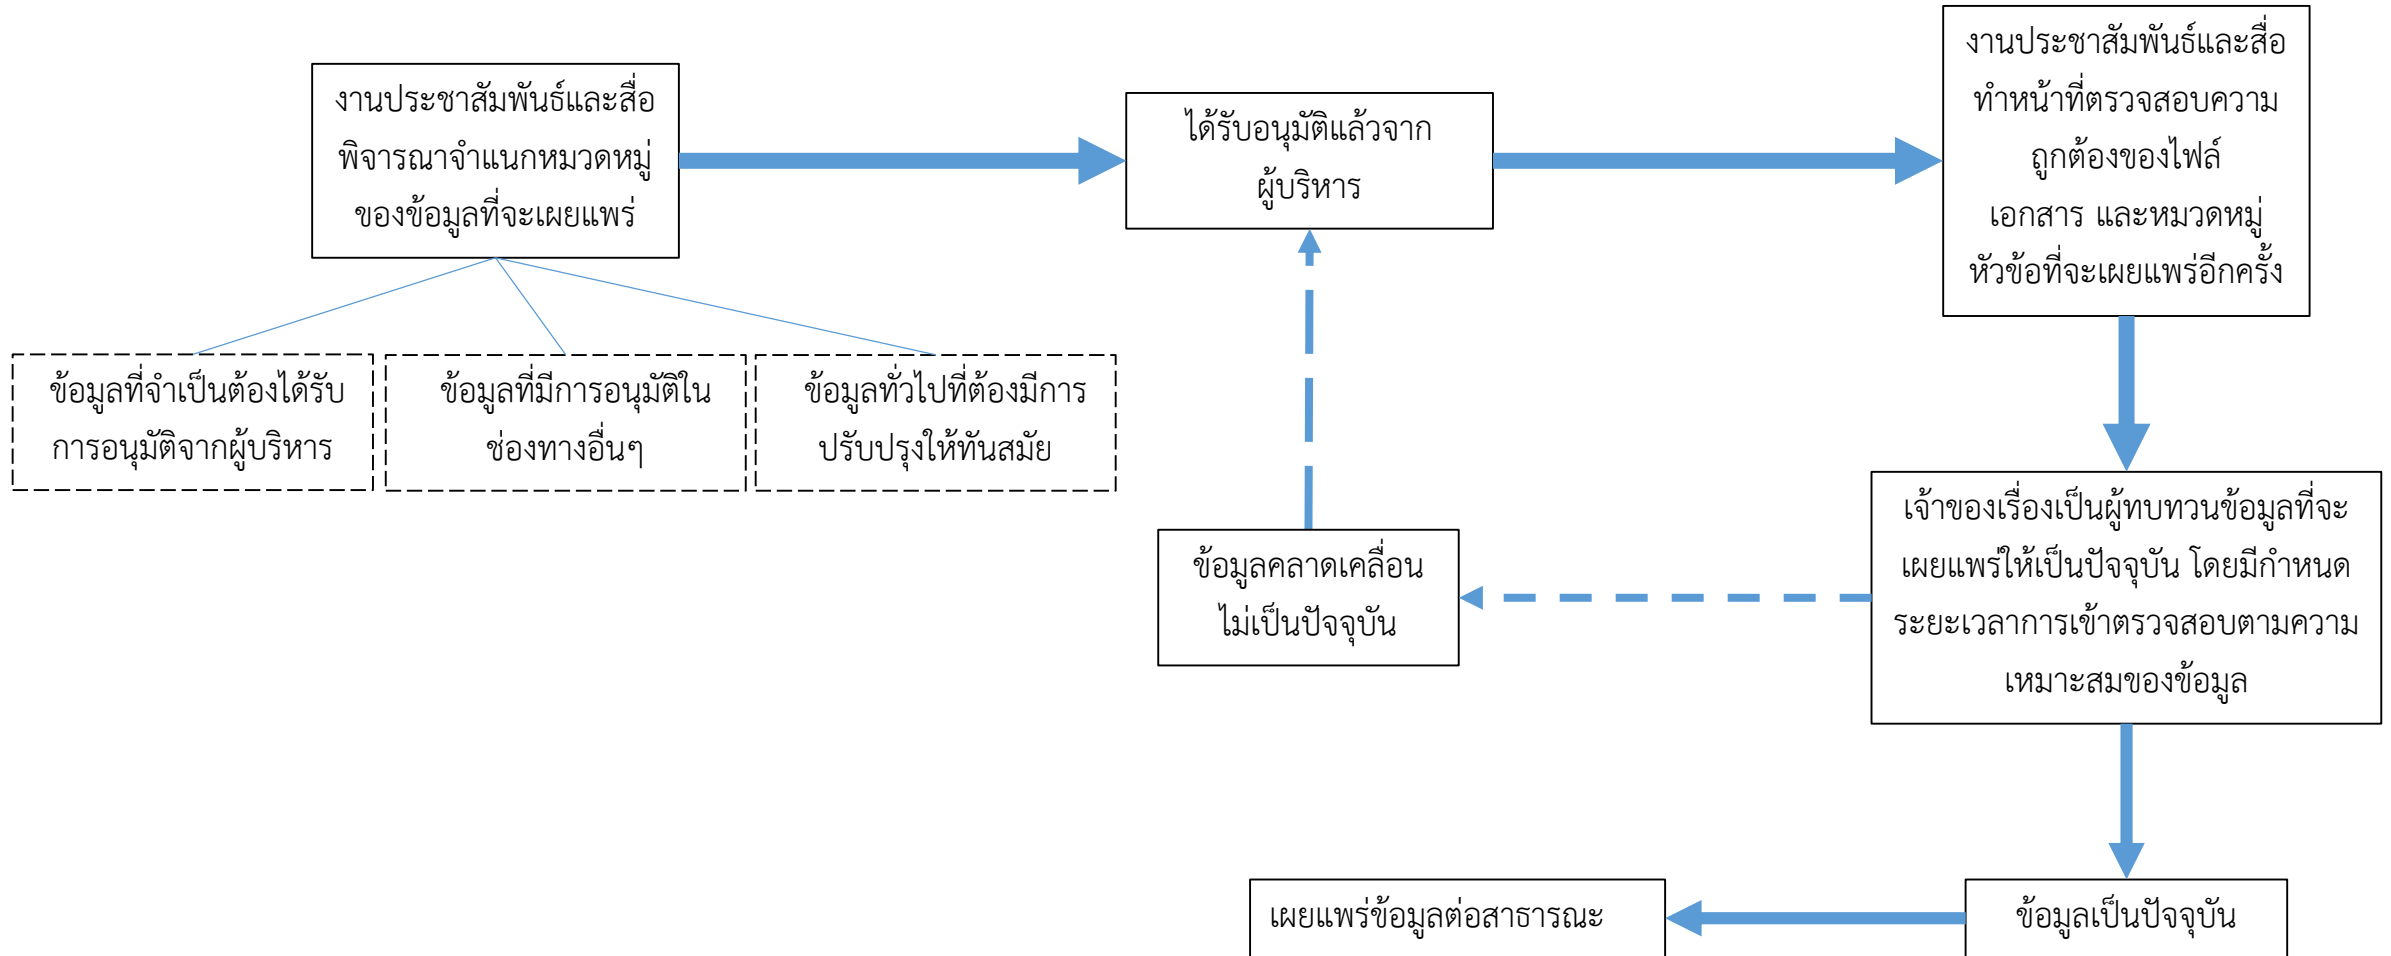 งานประชาสัมพันธ์และสื่อ
พิจารณาจำแนกหมวดหมู่
ของข้อมูลที่จะเผยแพร่
ได้รับอนุมัติแล้วจาก
ผู้บริหาร
งานประชาสัมพันธ์และสื่อ
ทำหน้าที่ตรวจสอบความ
ถูกต้องของไฟล์
เอกสาร และหมวดหมู่
หัวข้อที่จะเผยแพร่อีกครั้ง
ข้อมูลที่จำเป็นต้องได้รับ
การอนุมัติจากผู้บริหาร
ข้อมูลที่มีการอนุมัติใน
ช่องทางอื่นๆ
ข้อมูลทั่วไปที่ต้องมีการ
ปรับปรุงให้ทันสมัย
ข้อมูลคลาดเคลื่อน
ไม่เป็นปัจจุบัน
เจ้าของเรื่องเป็นผู้ทบทวนข้อมูลที่จะ
เผยแพร่ให้เป็นปัจจุบัน โดยมีกำหนด
ระยะเวลาการเข้าตรวจสอบตามความ
เหมาะสมของข้อมูล
เผยแพร่ข้อมูลต่อสาธารณะ
ข้อมูลเป็นปัจจุบัน